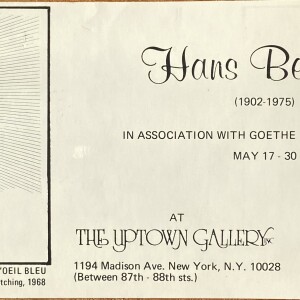 Hans Be
(1902-1975)
IN ASSOCIATION WITH GOETHE
MAY 17 - 30
AT
THE UPTOWN GALLERY INC
1194 Madison Ave. New York, N.Y. 10028
(Between 87th - 88th sts.)
'OEIL BLEU
tching, 1968